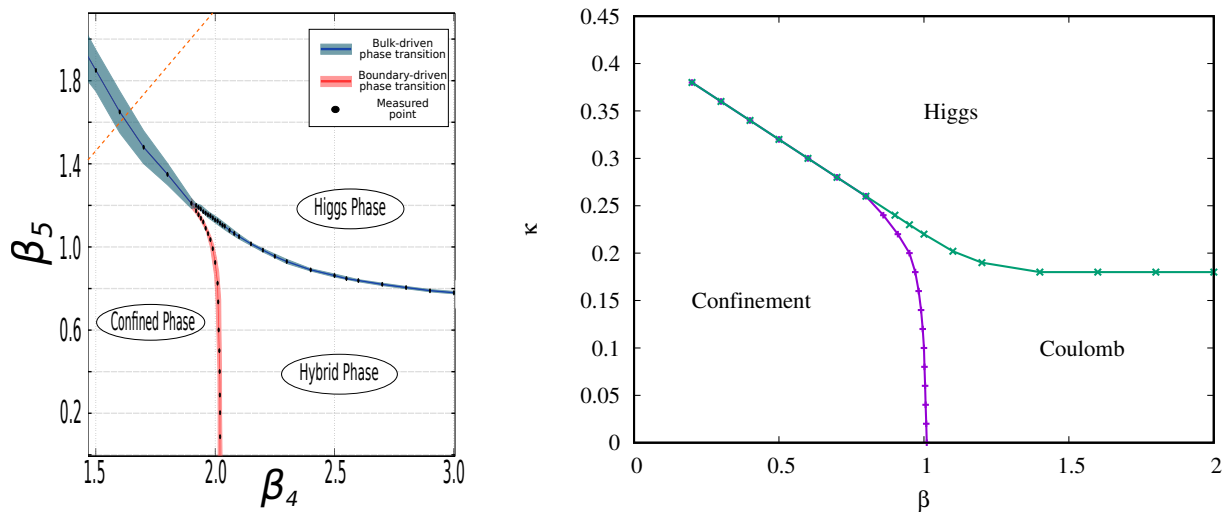 Bulk-driven
phase transition
Boundary-driven
phase transition
Measured
point
1.8
1.4
1.0
0.6
0.2
β5
Higgs Phase
Confined Phase
Hybrid Phase
1.5
2.0
2.5
3.0
β4
0.45
0.4
0.35
0.3
0.25
0.2
0.15
0.1
0.05
0
κ
Higgs
Confinement
Coulomb
0
0.5
1
1.5
2
β